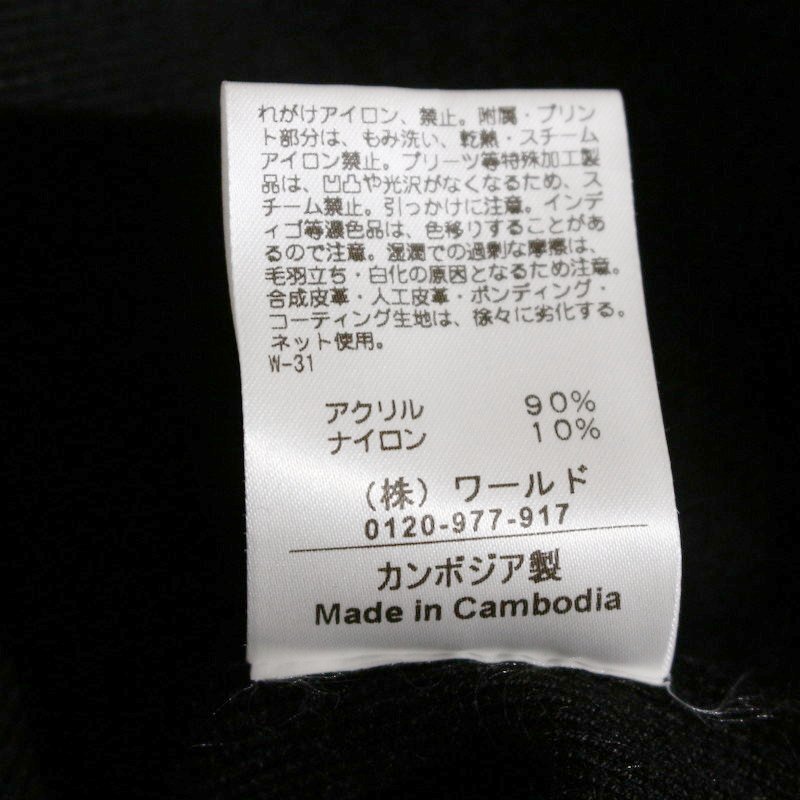 れがけアイロン、禁止。附属・プリン
ト部分は、もみ洗い、乾熱・スチーム
アイロン禁止。プリーツ等特殊加工製
品は、凹凸や光沢がなくなるため、ス
チーム禁止。引っかけに注意。インデ
ィゴ等濃色品は、色移りすることがあ
るので注意。湿潤での過剰な摩擦は、
毛羽立ち・白化の原因となるため注意。
合成皮革・人工皮革・ボンディング・
コーティング生地は、徐々に劣化する。
ネット使用。
W-31
アクリル 90%
ナイロン 10%
(株) ワールド
0120-977-917
カンボジア製
Made in Cambodia